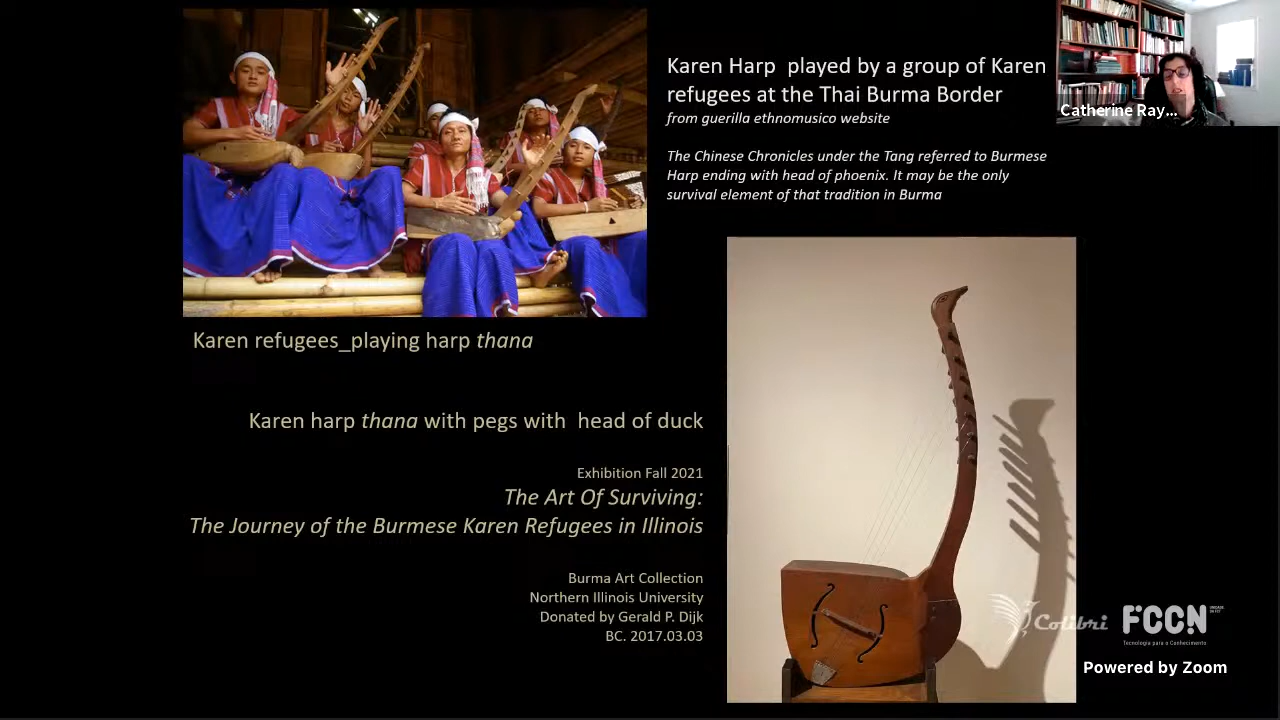 Karen Harp  played by a group of Karen
refugees at the Thai Burma Border
from guerilla ethnomusico website
The Chinese Chronicles under the Tang referred to Burmese
Harp ending with head of phoenix. It may be the only
survival element of that tradition in Burma
Catherine Ray...
Karen refugees_playing harp thana
Karen harp thana with pegs with  head of duck
Exhibition Fall 2021
The Art Of Surviving:
The Journey of the Burmese Karen Refugees in Illinois
Burma Art Collection
Northern Illinois University
Donated by Gerald P. Dijk
BC. 2017.03.03
Colibri
FCCN
Tecnologia para o Conhecimento
Powered by Zoom